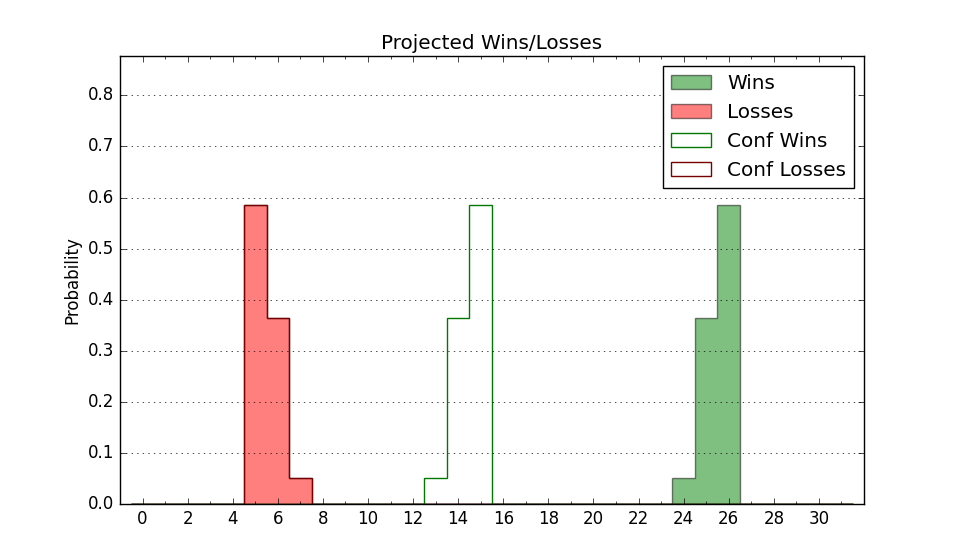 Projected Wins/Losses
Wins
Losses
Conf Wins
Conf Losses
Probability
0.8
0.7
0.6
0.5
0.4
0.3
0.2
0.1
0.0
0 2 4 6 8 10 12 14 16 18 20 22 24 26 28 30